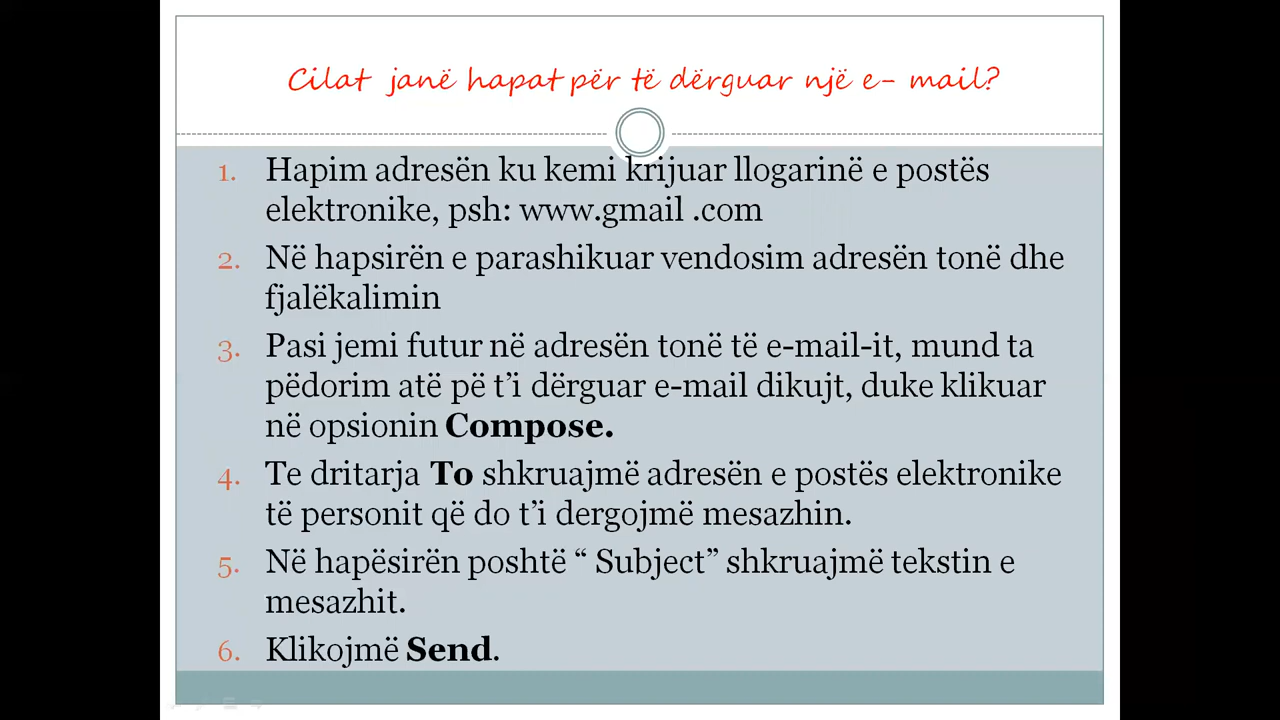 Cilat janë hapat për të dërguar një e- mail?
1. Hapim adresën ku kemi krijuar llogarinë e postës
elektronike, psh: www.gmail .com
2. Në hapsirën e parashikuar vendosim adresën tonë dhe
fjalëkalimin
3. Pasi jemi futur në adresën tonë të e-mail-it, mund ta
pëdorim atë pë t’i dërguar e-mail dikujt, duke klikuar
në opsionin Compose.
4. Te dritarja To shkruajmë adresën e postës elektronike
të personit që do t’i dergojmë mesazhin.
5. Në hapësirën poshtë “ Subject” shkruajmë tekstin e
mesazhit.
6. Klikojmë Send.